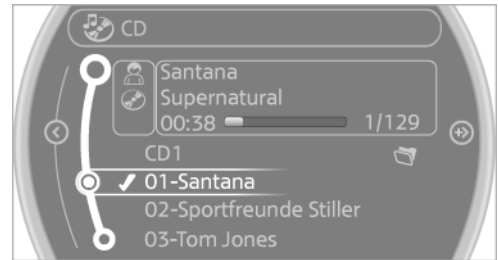 CD
Santana
Supernatural
00:38 1/129
CD1
01-Santana
02-Sportfreunde Stiller
03-Tom Jones